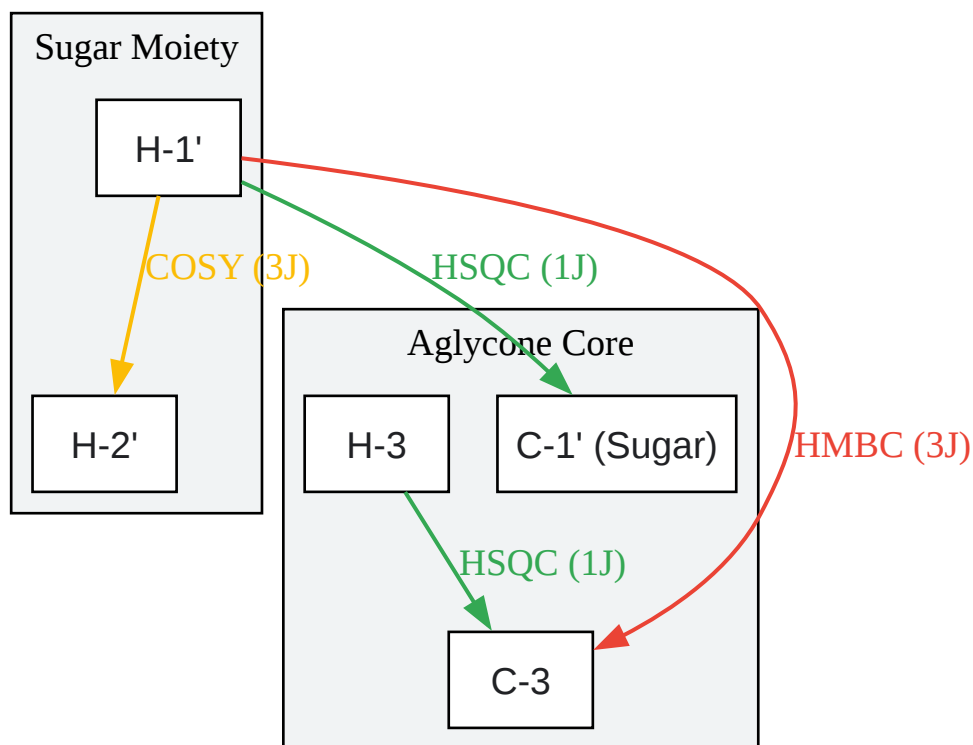 Sugar Moiety
H-1'
COSY (3J)
HSQC (1J)
Aglycone Core
H-2'
H-3
C-1' (Sugar)
HMBC (3J)
HSQC (1J)
C-3